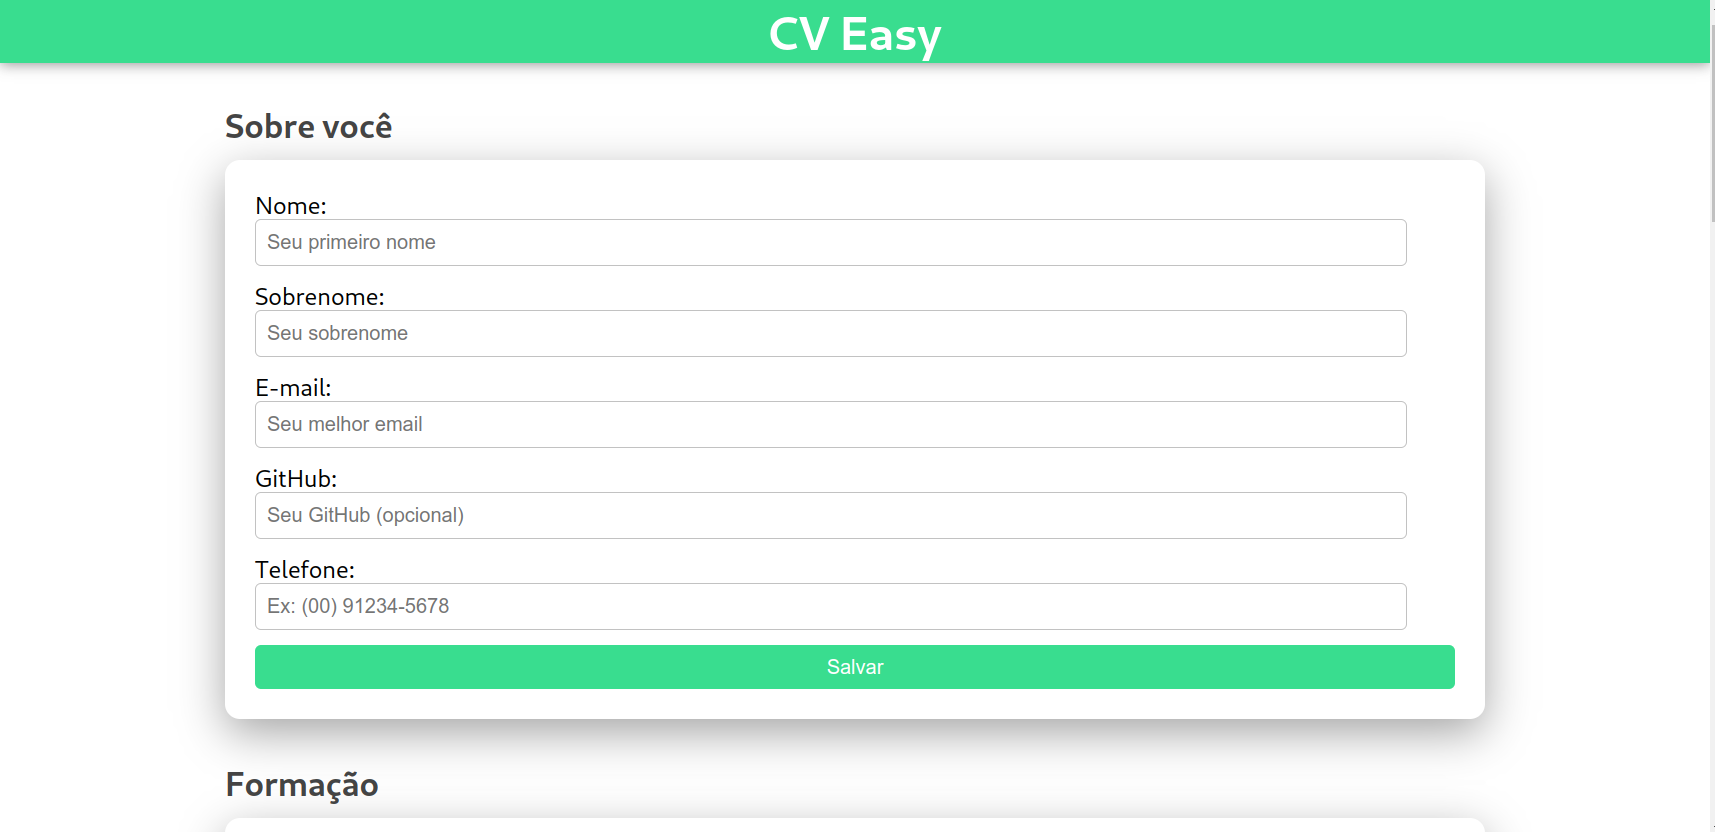 CV Easy
Sobre você
Nome:
Seu primeiro nome
Sobrenome:
Seu sobrenome
E-mail:
Seu melhor email
GitHub:
Seu GitHub (opcional)
Telefone:
Ex: (00) 91234-5678
Salvar
Formação